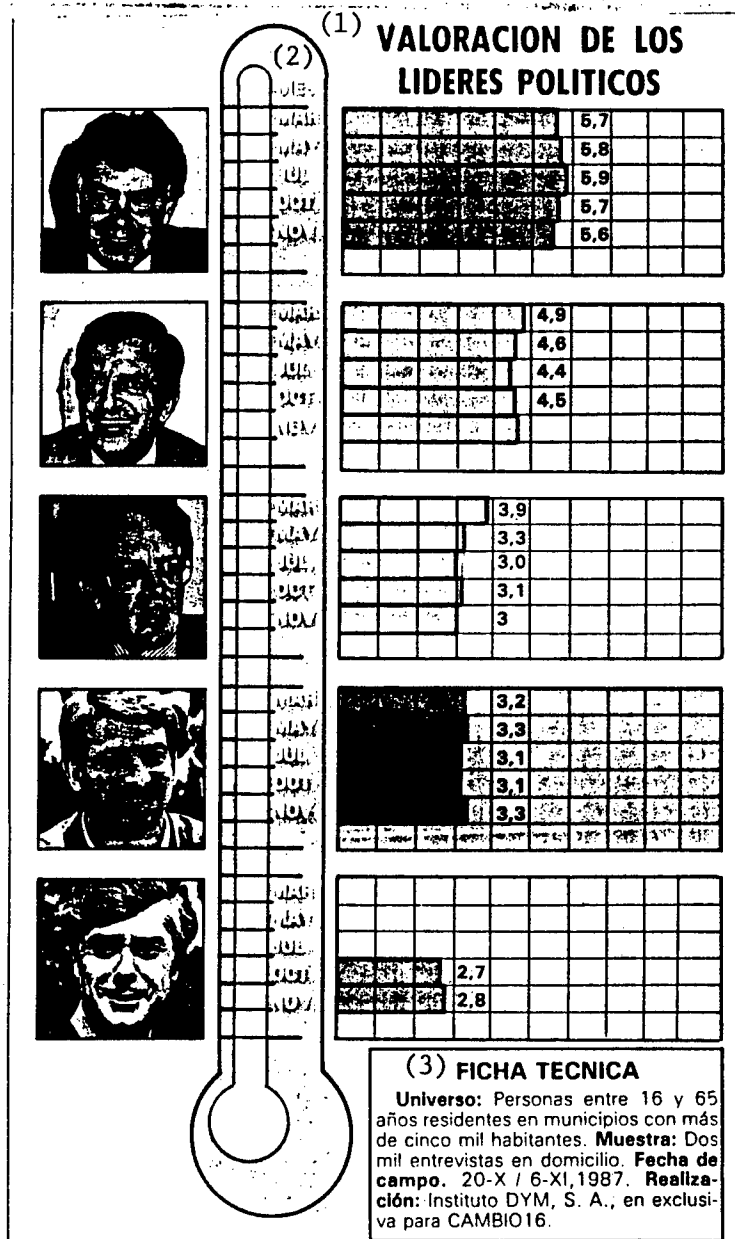 (1) VALORACION DE LOS
LIDERES POLITICOS
(2)
MAR
MAY
JUL
OCT
NOV
5,7
5,8
5,9
5,7
5,6
MAR
MAY
JUL
OCT
NOV
4,9
4,6
4,4
4,5
MAR
MAY
JUL
OCT
NOV
3,9
3,3
3,0
3,1
3
MAR
MAY
JUL
OCT
NOV
3,2
3,3
3,1
3,1
3,3
MAR
MAY
JUL
OCT
NOV
2,7
2,8
(3) FICHA TECNICA
Universo: Personas entre 16 y 65
años residentes en municipios con más
de cinco mil habitantes. Muestra: Dos
mil entrevistas en domicilio. Fecha de
campo. 20-X / 6-XI,1987. Realiza-
ción: Instituto DYM, S. A., en exclusi-
va para CAMBIO16.